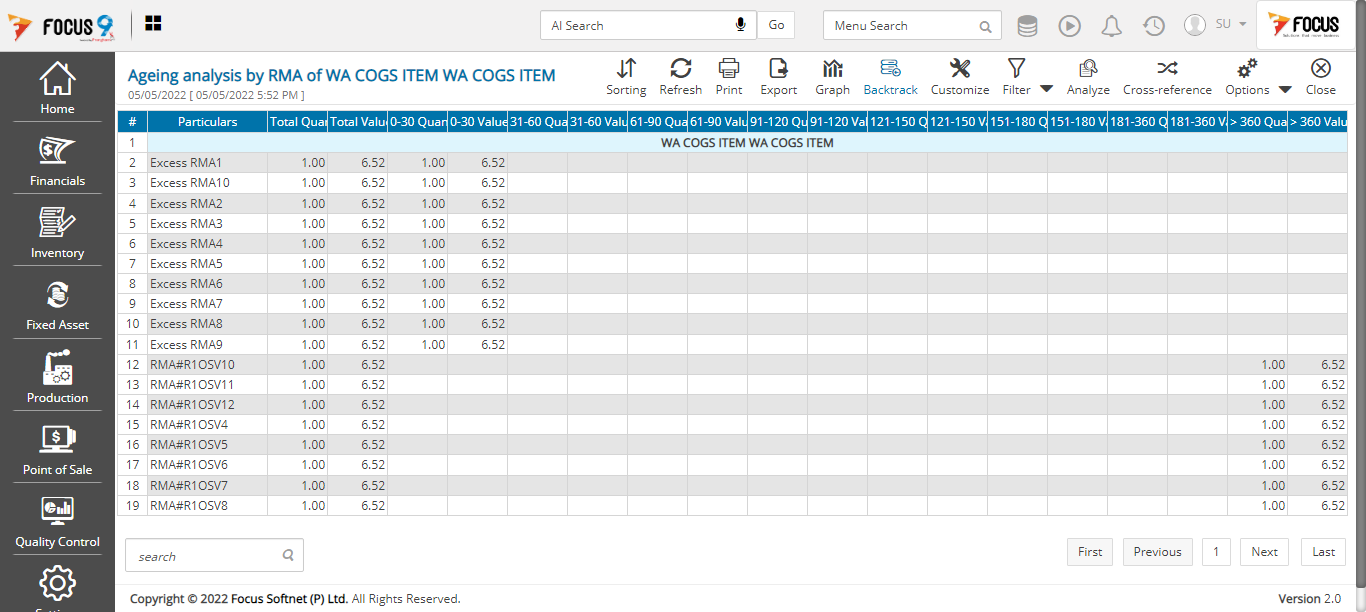 FOCUS 9
AI Search
Go
Menu Search
SU
FOCUS
Home
Financials
Inventory
Fixed Asset
Production
Point of Sale
Quality Control
Ageing analysis by RMA of WA COGS ITEM WA COGS ITEM
05/05/2022 [ 05/05/2022 5:52 PM ]
Sorting Refresh Print Export Graph Backtrack Customize Filter Analyze Cross-reference Options Close
# Particulars Total Quan Total Value 0-30 Quan 0-30 Value 31-60 Qua 31-60 Valu 61-90 Qua 61-90 Valu 91-120 Qu 91-120 Val 121-150 Q 121-150 V 151-180 Q 151-180 V 181-360 Q 181-360 V > 360 Qua > 360 Valu
1 WA COGS ITEM WA COGS ITEM
2 Excess RMA1 1.00 6.52 1.00 6.52
3 Excess RMA10 1.00 6.52 1.00 6.52
4 Excess RMA2 1.00 6.52 1.00 6.52
5 Excess RMA3 1.00 6.52 1.00 6.52
6 Excess RMA4 1.00 6.52 1.00 6.52
7 Excess RMA5 1.00 6.52 1.00 6.52
8 Excess RMA6 1.00 6.52 1.00 6.52
9 Excess RMA7 1.00 6.52 1.00 6.52
10 Excess RMA8 1.00 6.52 1.00 6.52
11 Excess RMA9 1.00 6.52 1.00 6.52
12 RMA#R1OSV10 1.00 6.52 1.00 6.52
13 RMA#R1OSV11 1.00 6.52 1.00 6.52
14 RMA#R1OSV12 1.00 6.52 1.00 6.52
15 RMA#R1OSV4 1.00 6.52 1.00 6.52
16 RMA#R1OSV5 1.00 6.52 1.00 6.52
17 RMA#R1OSV6 1.00 6.52 1.00 6.52
18 RMA#R1OSV7 1.00 6.52 1.00 6.52
19 RMA#R1OSV8 1.00 6.52 1.00 6.52
search
First Previous 1 Next Last
Copyright © 2022 Focus Softnet (P) Ltd. All Rights Reserved.
Version 2.0